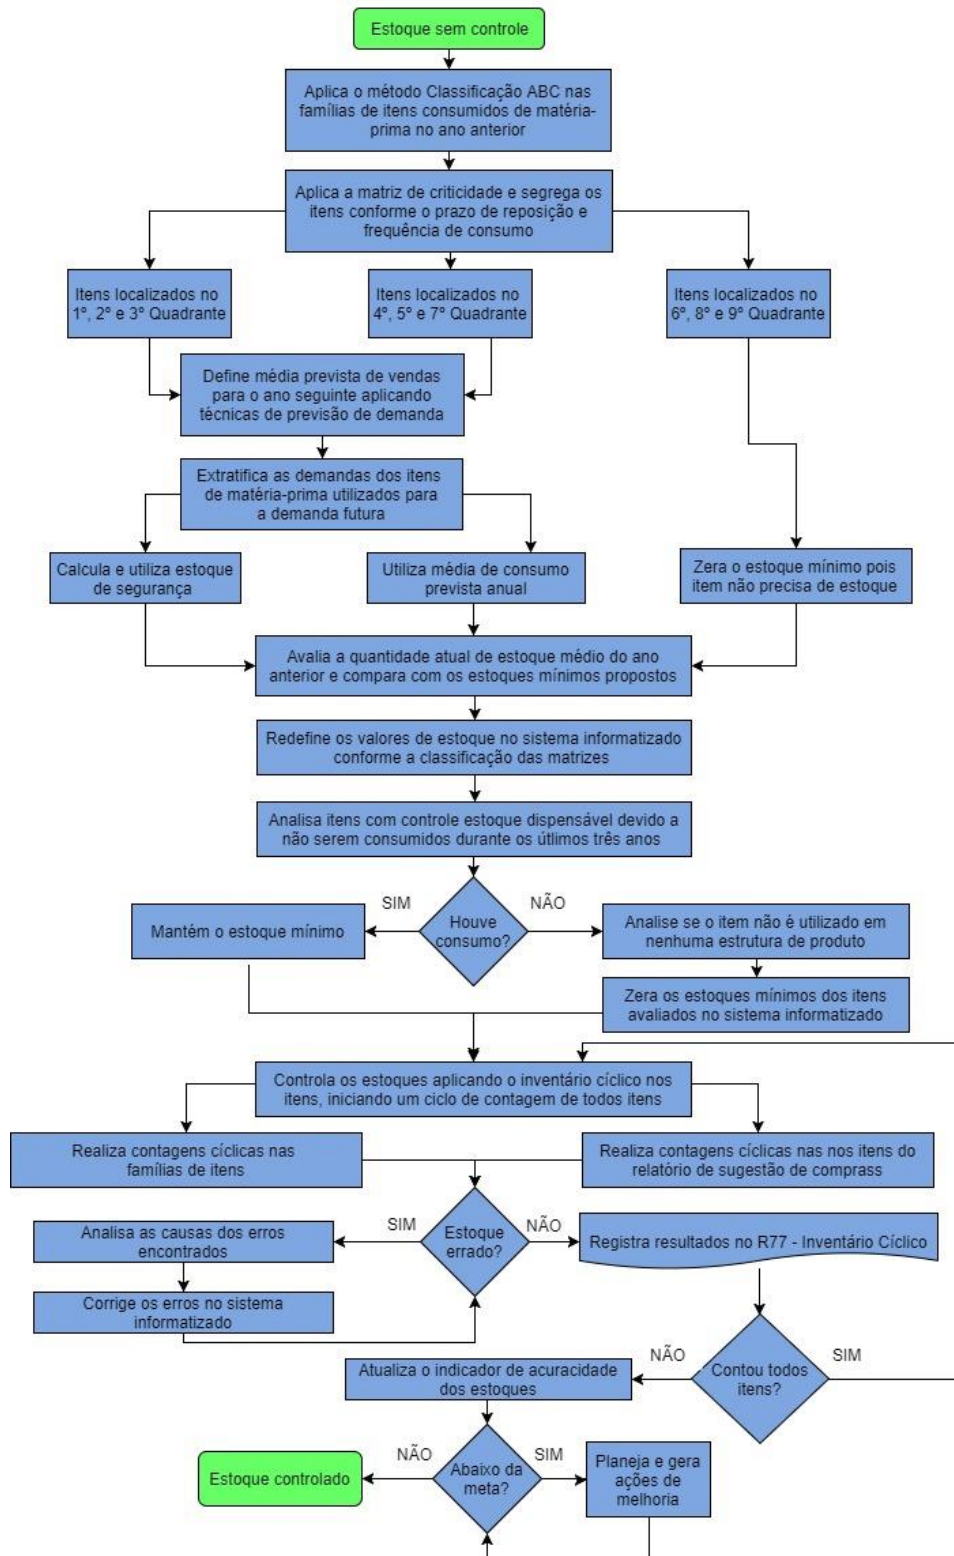 Estoque sem controle
Aplica o método Classificação ABC nas
famílias de itens consumidos de matéria-
prima no ano anterior
Aplica a matriz de criticidade e segrega os
itens conforme o prazo de reposição e
frequência de consumo
Itens localizados no
1º, 2º e 3º Quadrante
Itens localizados no
4º, 5º e 7º Quadrante
Itens localizados no
6º, 8º e 9º Quadrante
Define média prevista de vendas
para o ano seguinte aplicando
técnicas de previsão de demanda
Extratifica as demandas dos itens
de matéria-prima utilizados para
a demanda futura
Calcula e utiliza estoque
de segurança
Utiliza média de consumo
prevista anual
Zera o estoque mínimo pois
item não precisa de estoque
Avalia a quantidade atual de estoque médio do ano
anterior e compara com os estoques mínimos propostos
Redefine os valores de estoque no sistema informatizado
conforme a classificação das matrizes
Analisa itens com controle estoque dispensável devido a
não serem consumidos durante os útlimos três anos
SIM
NÃO
Houve
consumo?
Mantém o estoque mínimo
Analise se o item não é utilizado em
nenhuma estrutura de produto
Zera os estoques mínimos dos itens
avaliados no sistema informatizado
Controla os estoques aplicando o inventário cíclico nos
itens, iniciando um ciclo de contagem de todos itens
Realiza contagens cíclicas nas
famílias de itens
Realiza contagens cíclicas nas nos itens do
relatório de sugestão de comprass
SIM
NÃO
Estoque
errado?
Analisa as causas dos erros
encontrados
Corrige os erros no sistema
informatizado
Registra resultados no R77 - Inventário Cíclico
NÃO
SIM
Contou todos
itens?
Atualiza o indicador de acuracidade
dos estoques
NÃO
SIM
Abaixo da
meta?
Estoque controlado
Planeja e gera
ações de
melhoria